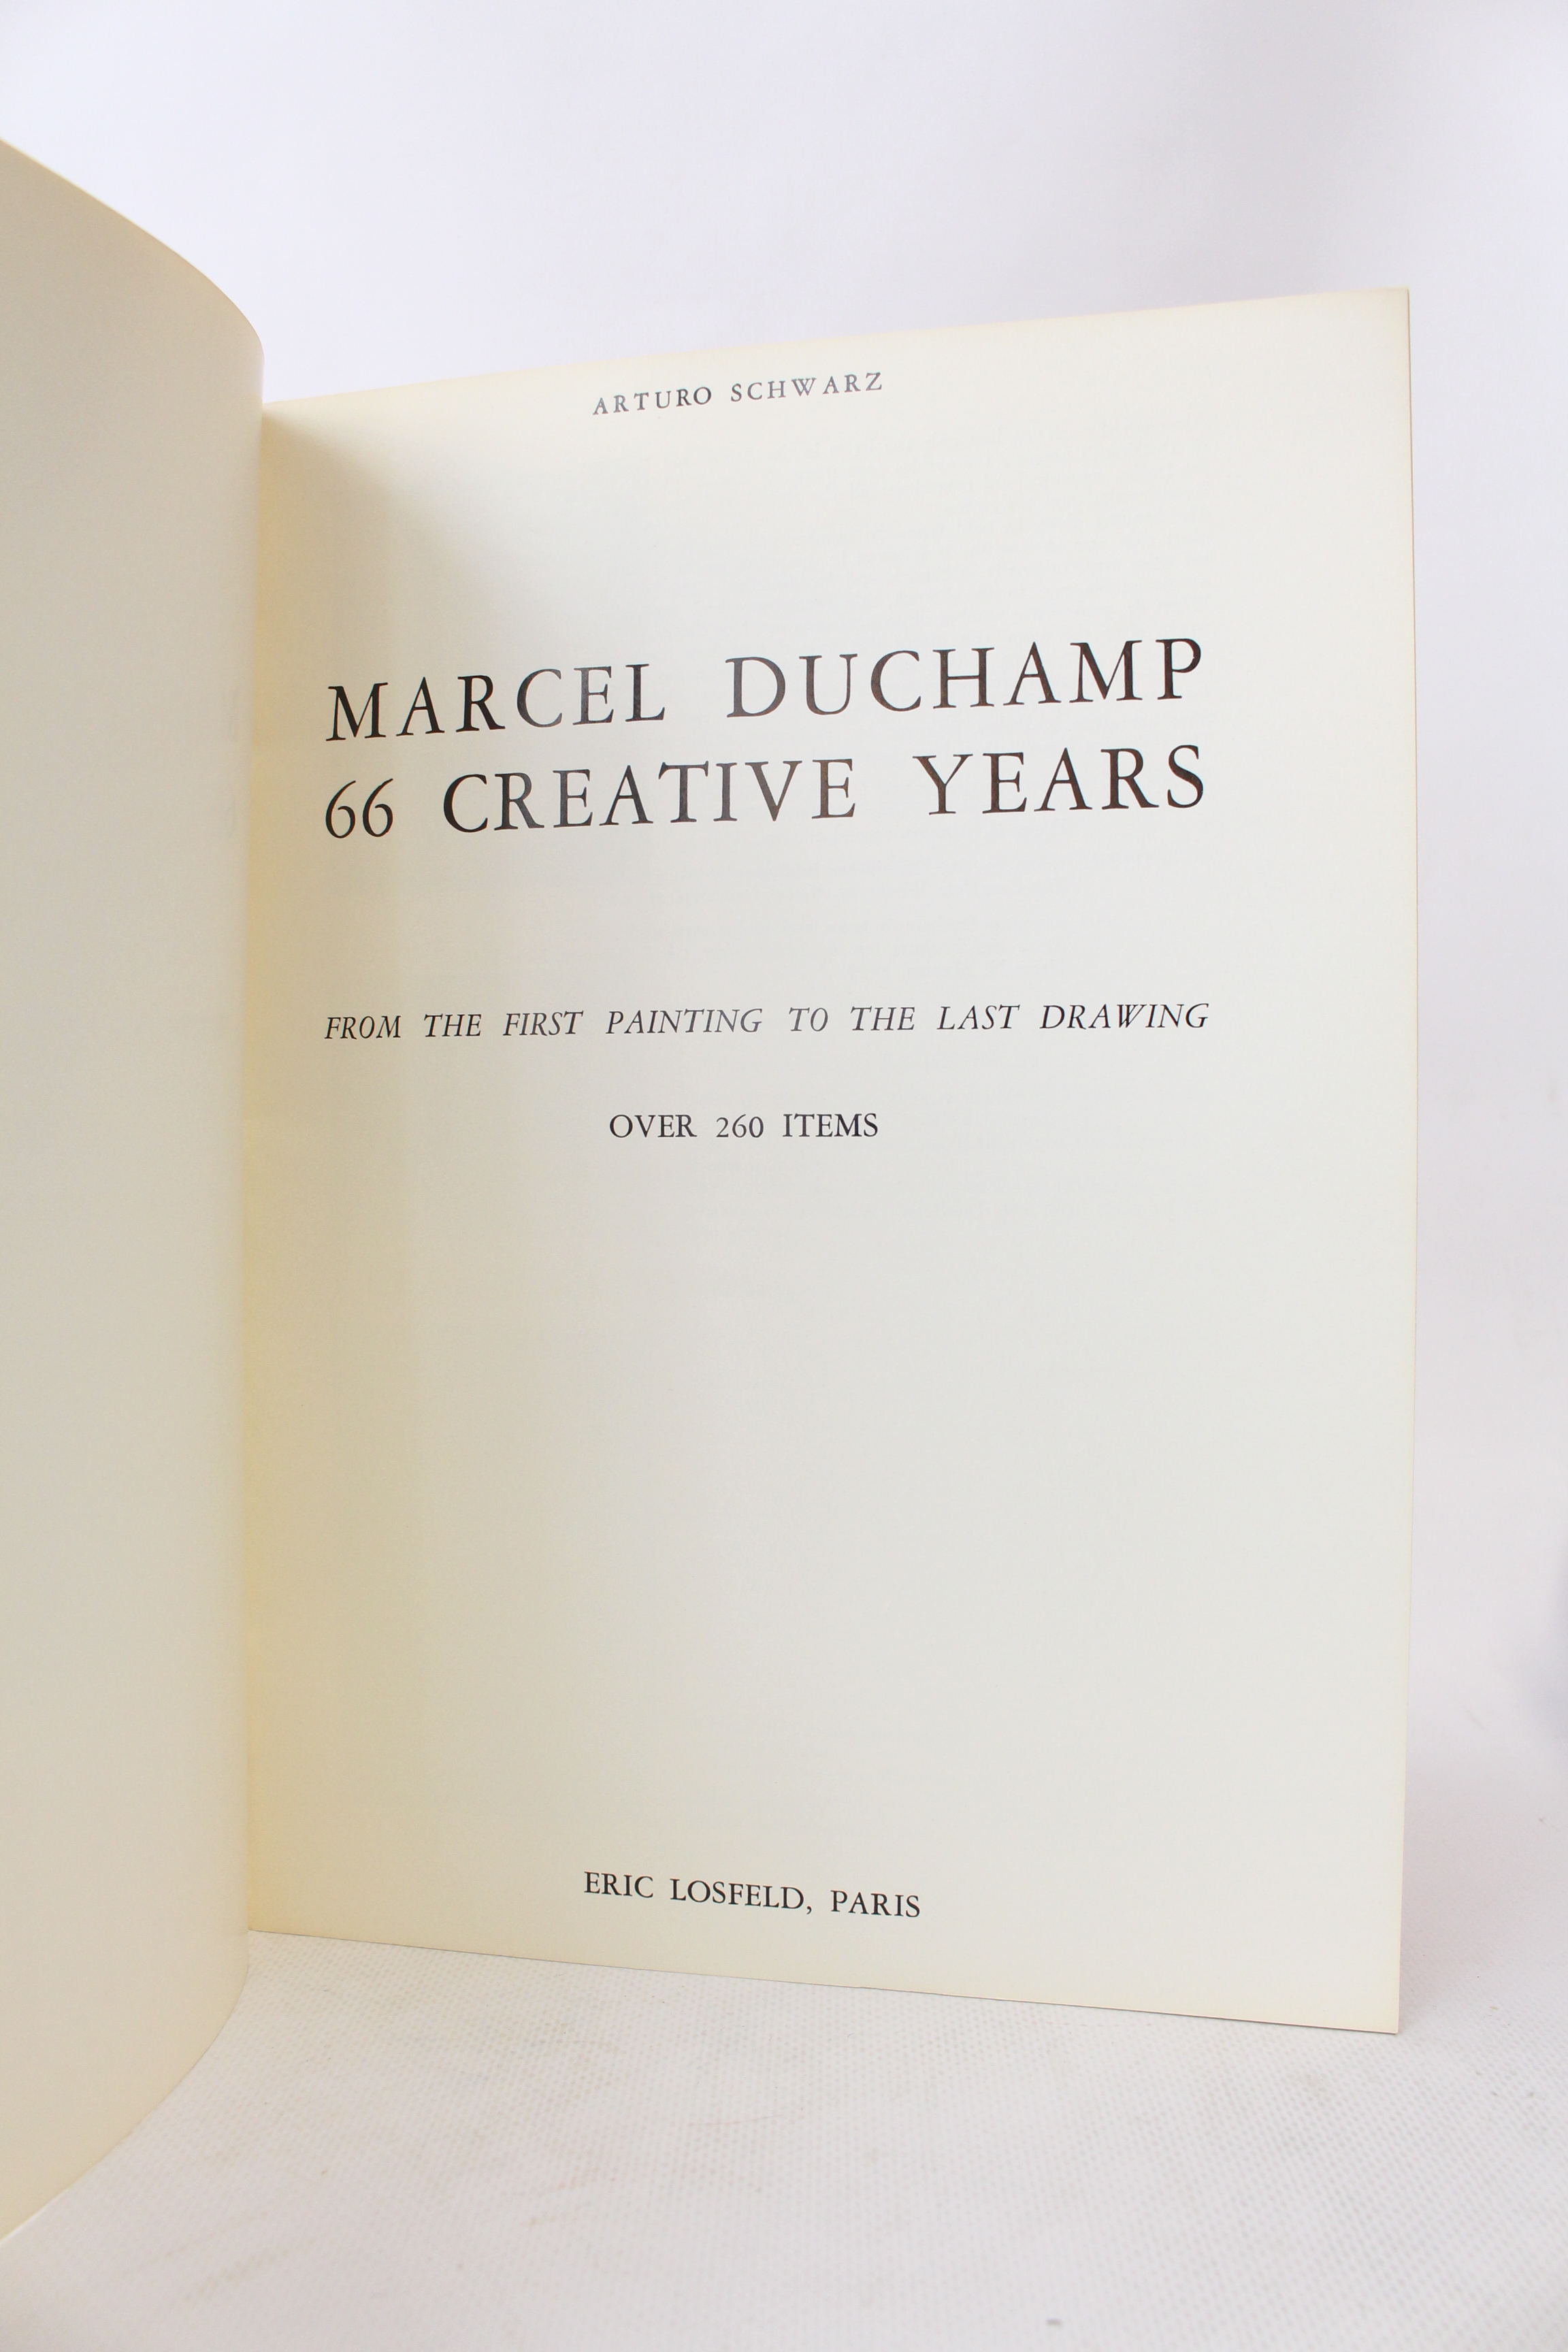 ARTURO SCHWARZ
MARCEL DUCHAMP
66 CREATIVE YEARS
FROM THE FIRST PAINTING TO THE LAST DRAWING
OVER 260 ITEMS
ERIC LOSFELD, PARIS